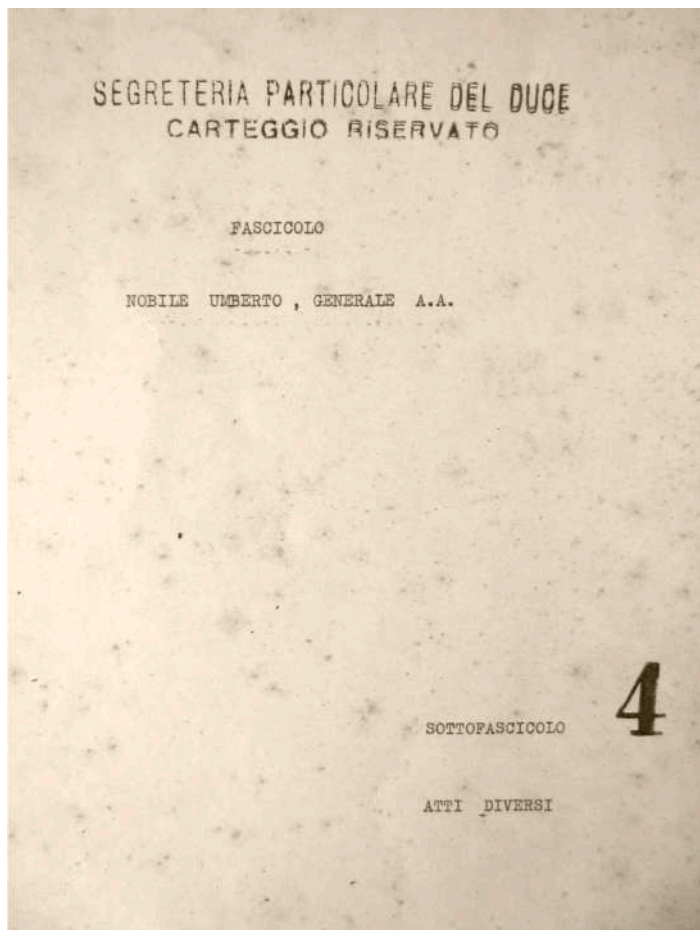 SEGRETERIA PARTICOLARE DEL DUCE
CARTEGGIO RISERVATO
FASCICOLO
NOBILE UMBERTO , GENERALE A.A.
4
SOTTOFASCICOLO
ATTI DIVERSI